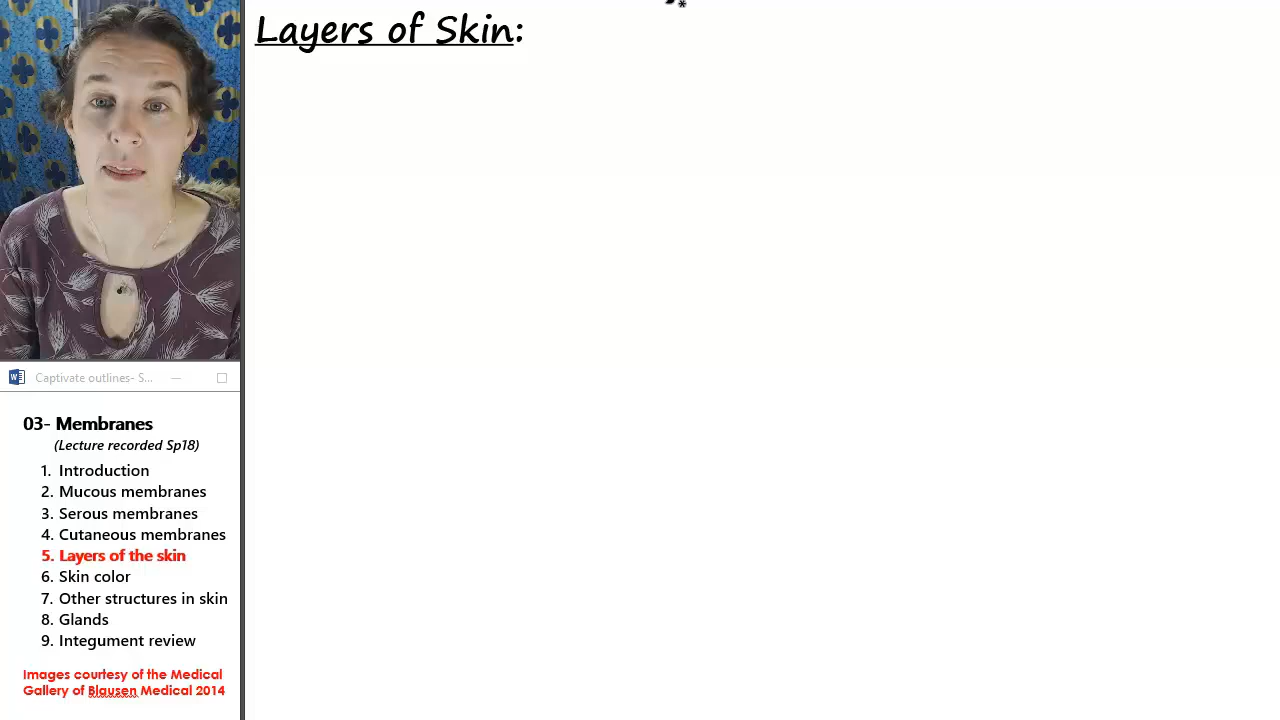 Layers of Skin:
Captivate outlines- S...
03- Membranes
(Lecture recorded Sp18)
1. Introduction
2. Mucous membranes
3. Serous membranes
4. Cutaneous membranes
5. Layers of the skin
6. Skin color
7. Other structures in skin
8. Glands
9. Integument review
Images courtesy of the Medical
Gallery of Blausen Medical 2014